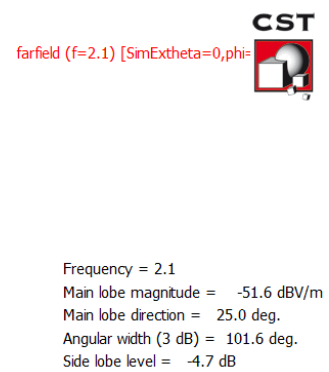 CST
farfield (f=2.1) [SimExtheta=0,phi=
Frequency = 2.1
Main lobe magnitude = -51.6 dBV/m
Main lobe direction = 25.0 deg.
Angular width (3 dB) = 101.6 deg.
Side lobe level = -4.7 dB